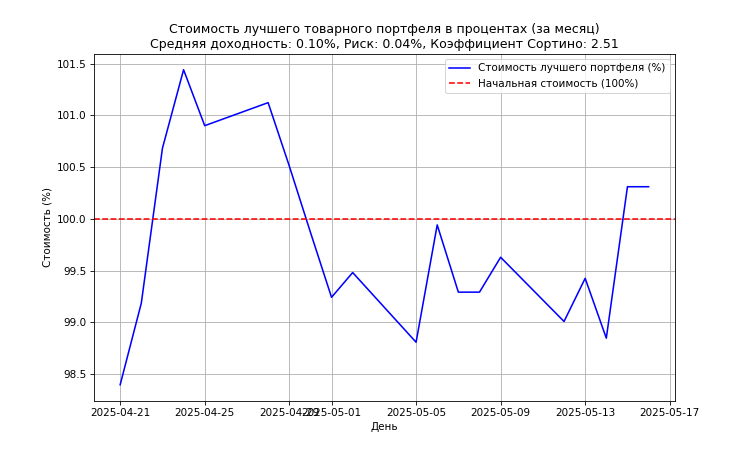 Стоимость лучшего товарного портфеля в процентах (за месяц)
Средняя доходность: 0.10%, Риск: 0.04%, Коэффициент Сортино: 2.51
Стоимость лучшего портфеля (%)
Начальная стоимость (100%)
Стоимость (%)
101.5
101.0
100.5
100.0
99.5
99.0
98.5
2025-04-21
2025-04-25
2025-04-29
2025-05-01
2025-05-05
2025-05-09
2025-05-13
2025-05-17
День